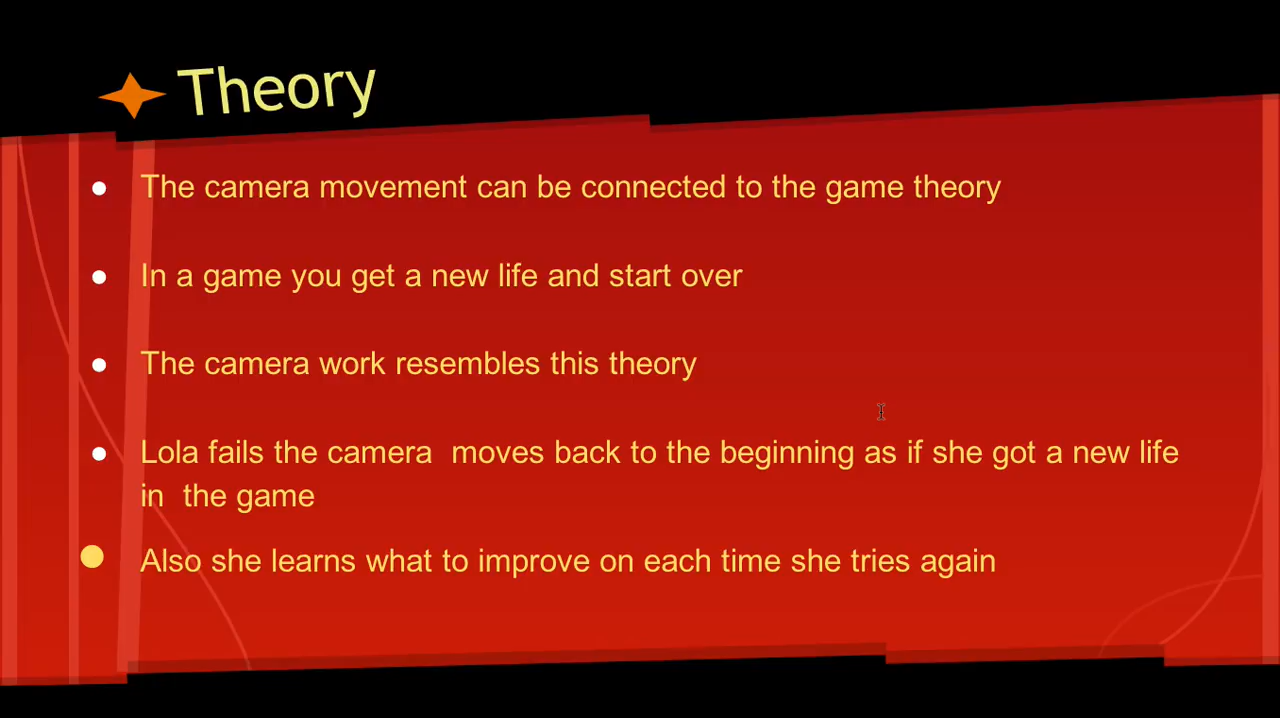 Theory
The camera movement can be connected to the game theory
In a game you get a new life and start over
The camera work resembles this theory
Lola fails the camera  moves back to the beginning as if she got a new life
in  the game
Also she learns what to improve on each time she tries again